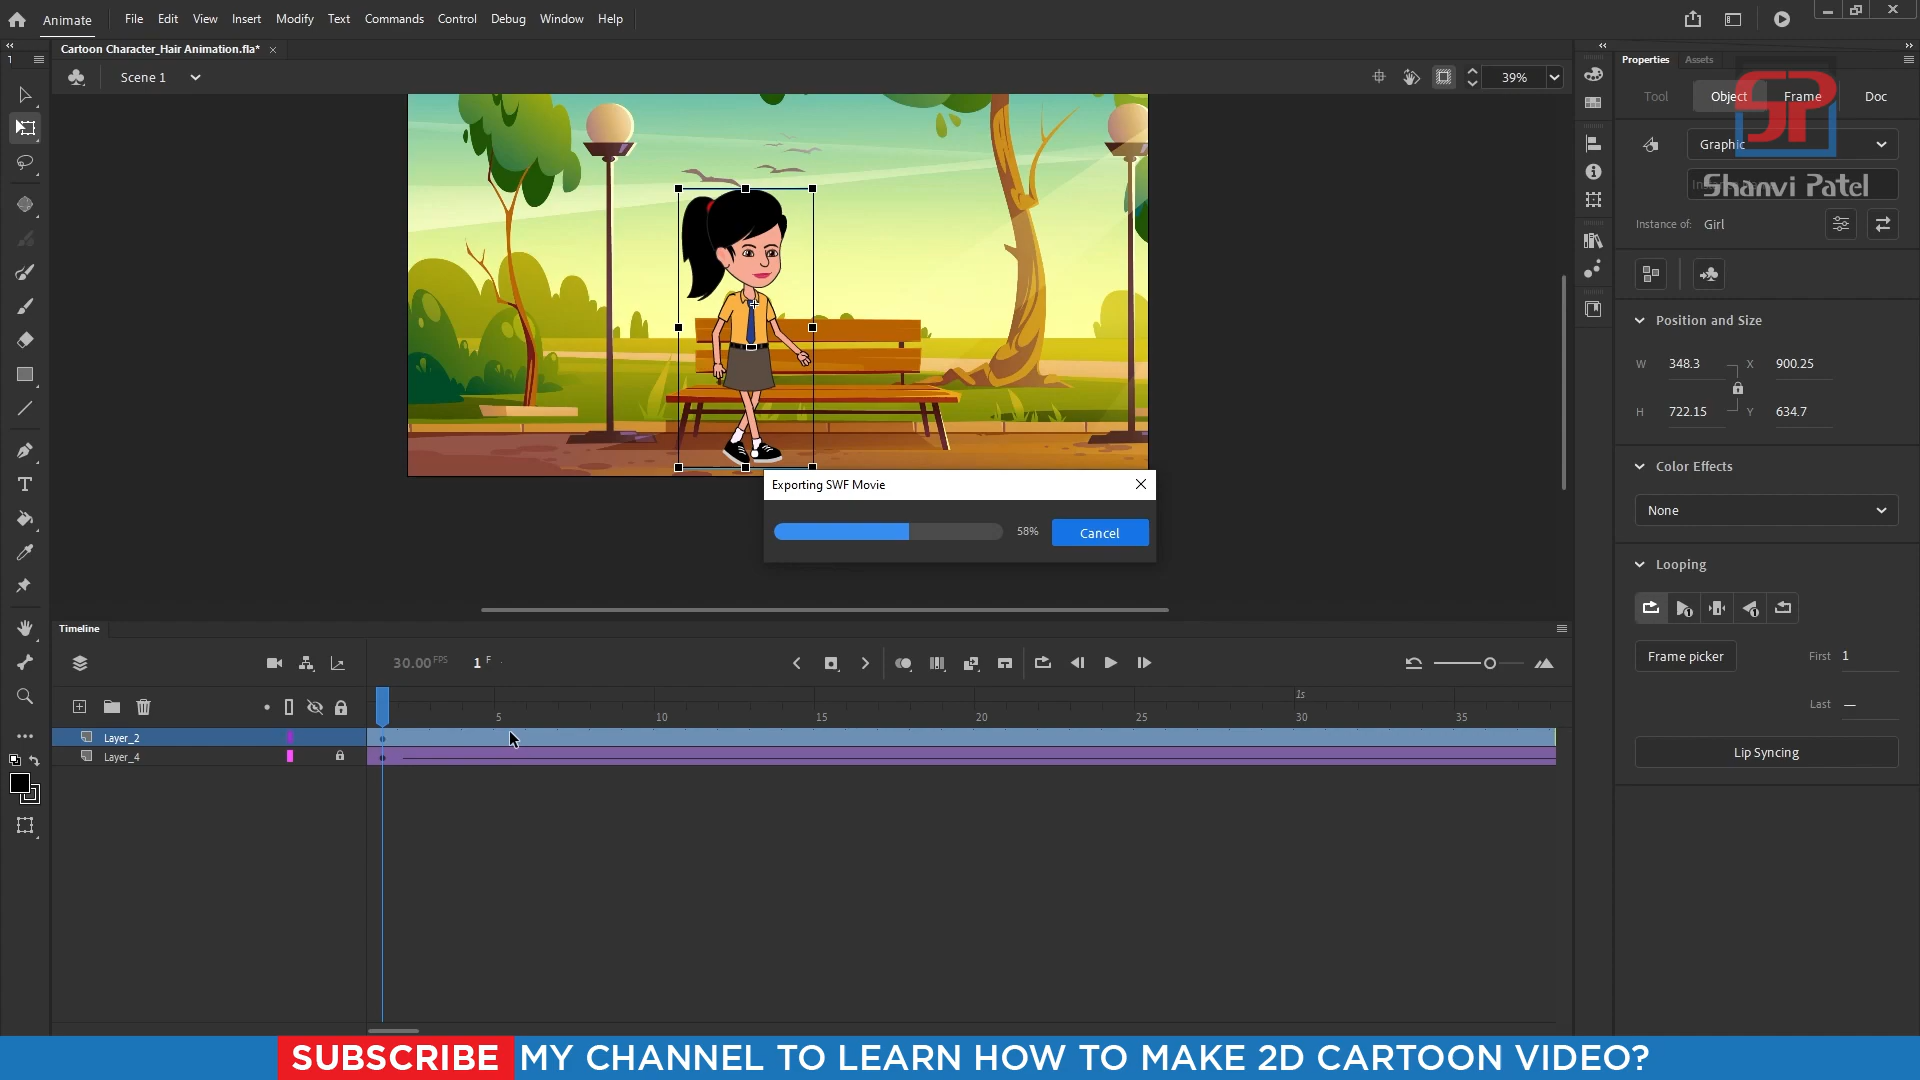 Animate
File Edit View Insert Modify Text Commands Control Debug Window Help
Cartoon Character_Hair Animation.fla*
Scene 1
39%
Properties Assets
Tool Object Frame Doc
SP
Graphic
Shanvi Patel
Instance of: Girl
Position and Size
W 348.3 X 900.25
H 722.15 Y 634.7
Color Effects
None
Looping
Frame picker First 1
Last —
Lip Syncing
Exporting SWF Movie
58% Cancel
Timeline
30.00 FPS 1 F
1s
5 10 15 20 25 30 35
Layer_2
Layer_4
SUBSCRIBE MY CHANNEL TO LEARN HOW TO MAKE 2D CARTOON VIDEO?